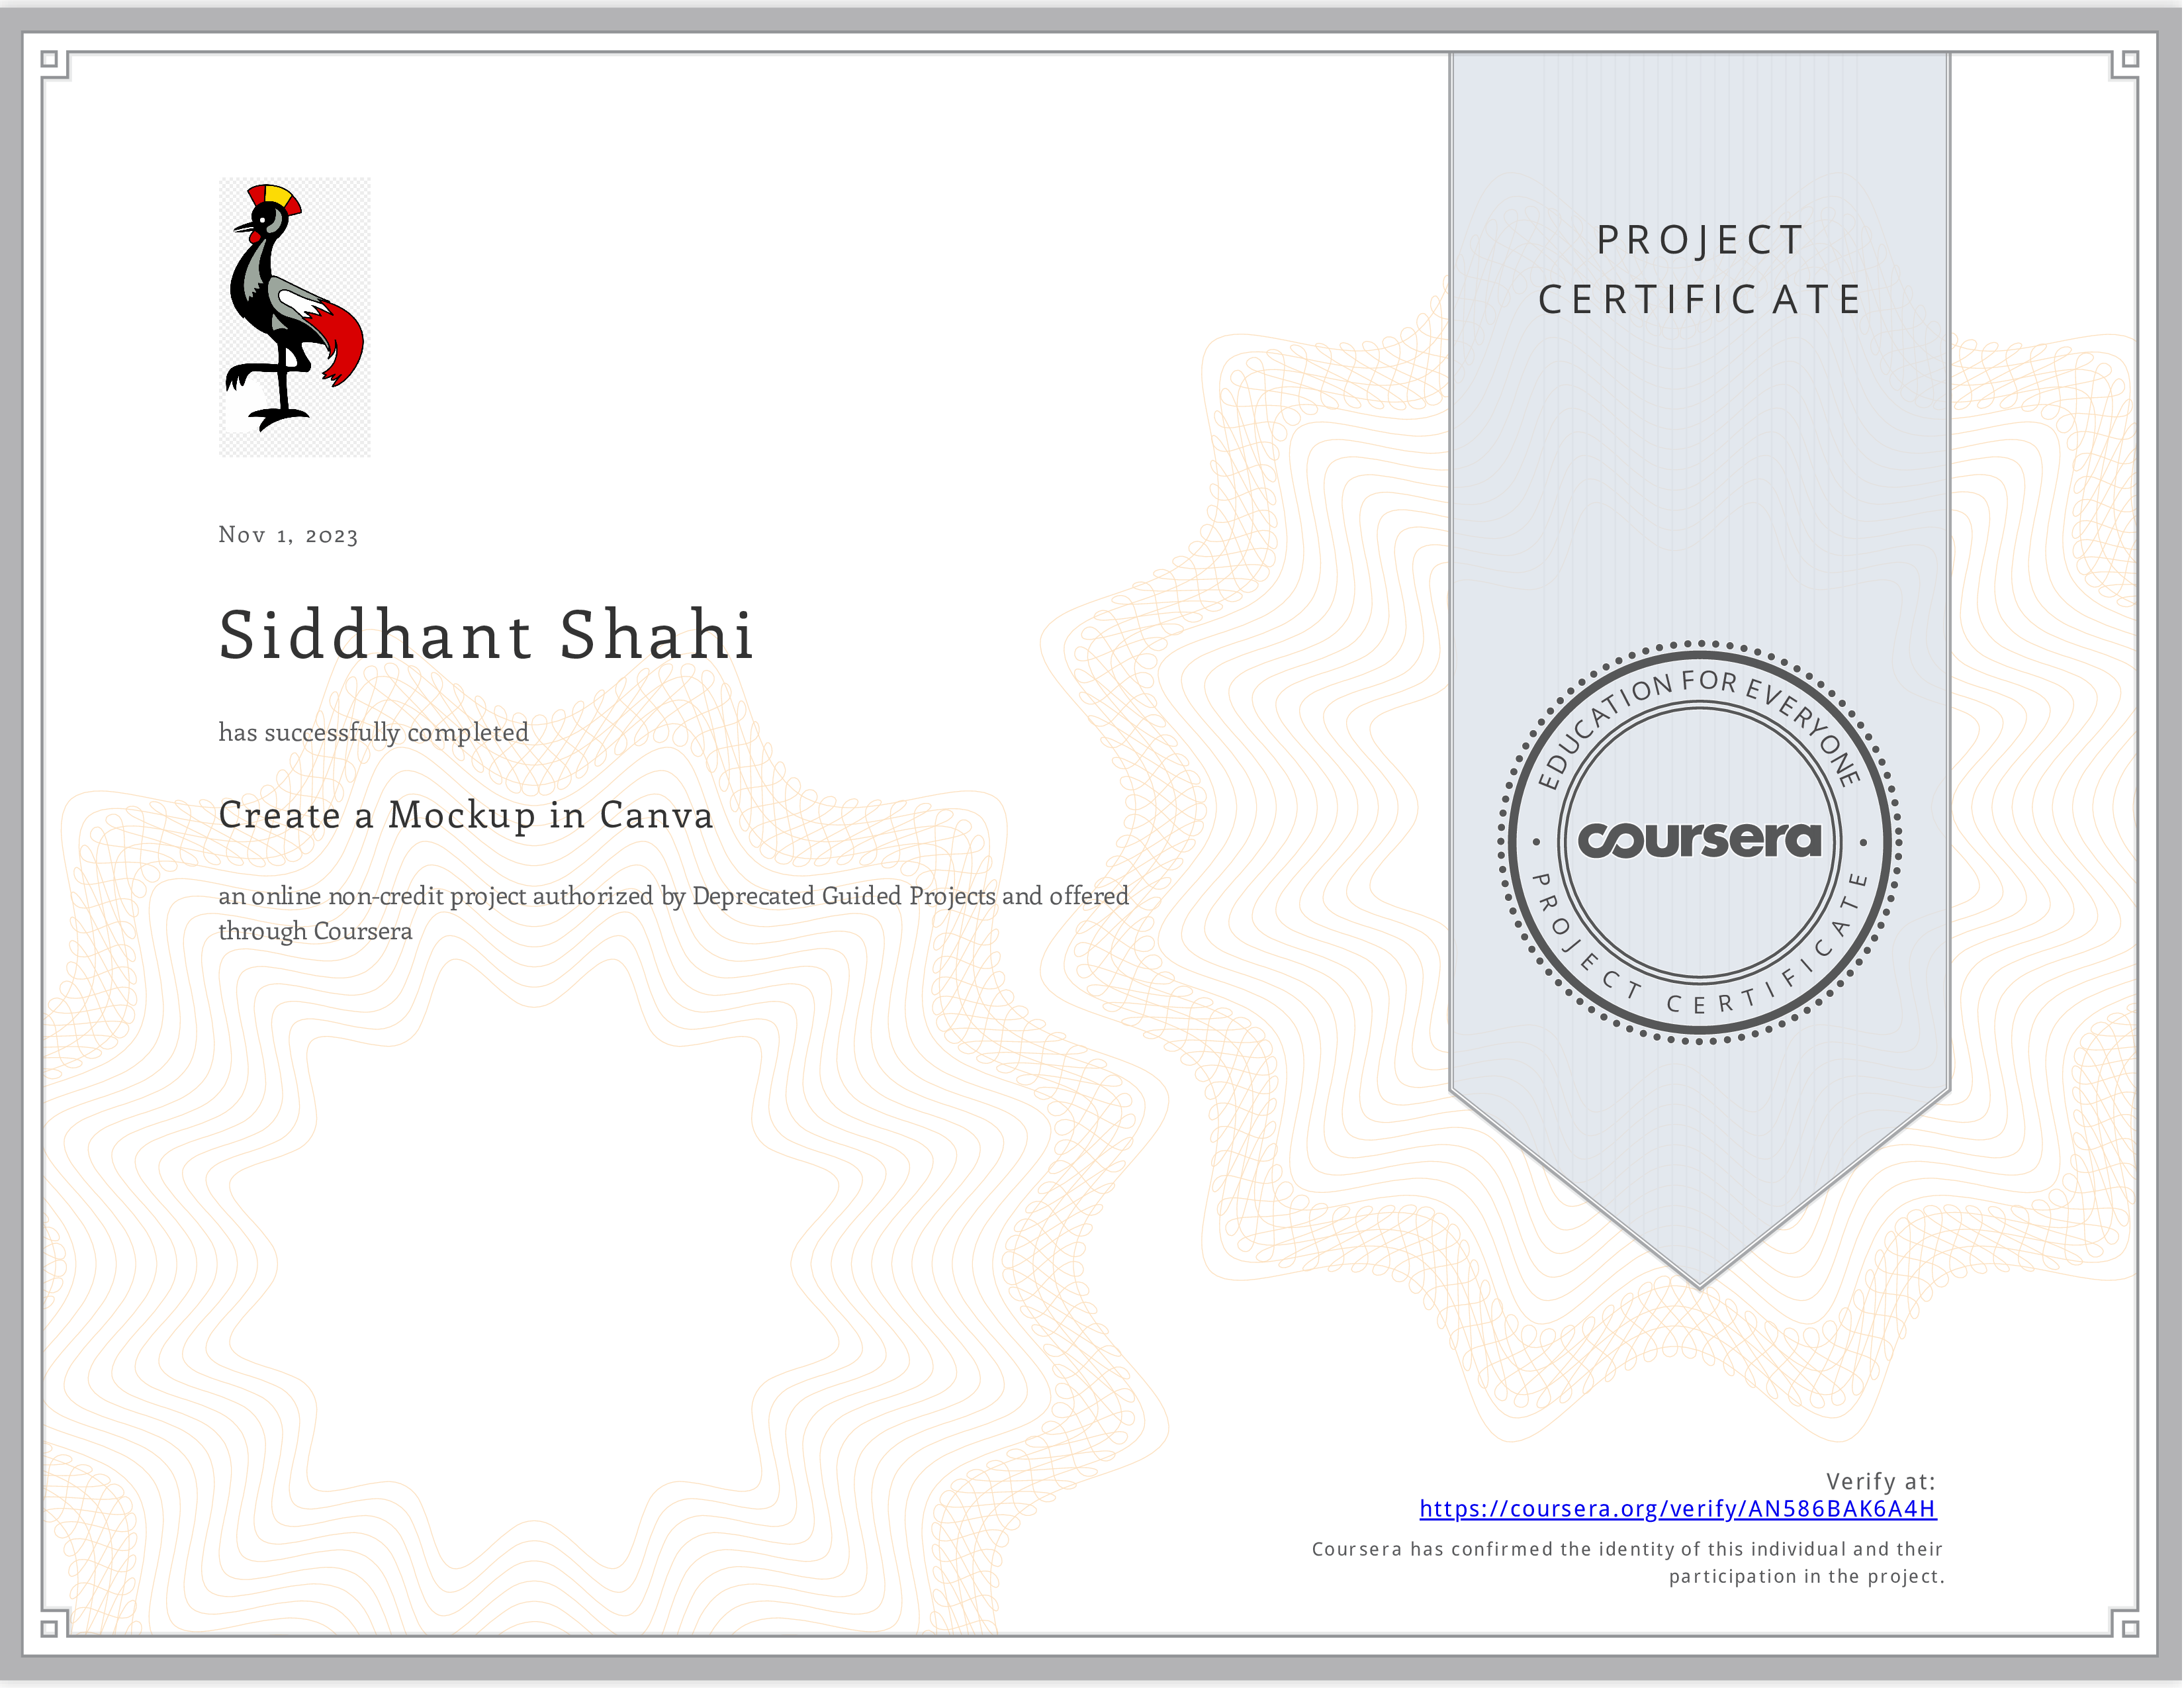 PROJECT
CERTIFICATE
Nov 1, 2023
Siddhant Shahi
has successfully completed
Create a Mockup in Canva
an online non-credit project authorized by Deprecated Guided Projects and offered
through Coursera
EDUCATION FOR EVERYONE
coursera
PROJECT CERTIFICATE
Verify at:
https://coursera.org/verify/AN586BAK6A4H
Coursera has confirmed the identity of this individual and their
participation in the project.